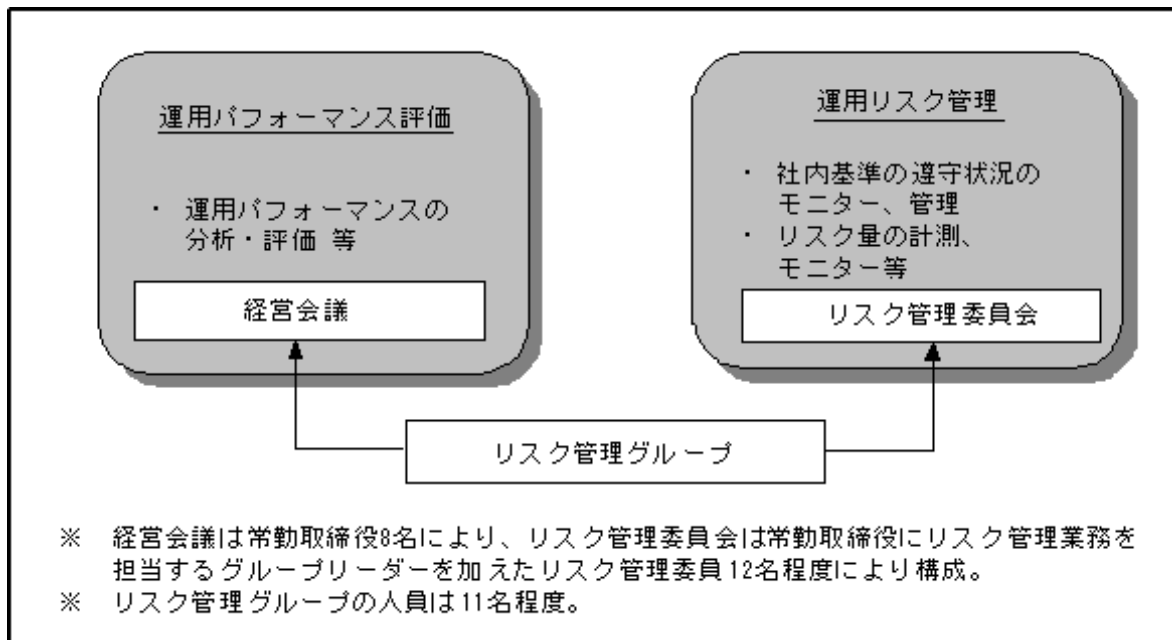 運用パフォーマンス評価
・ 運用パフォーマンスの
分析・評価 等
経営会議
運用リスク管理
・ 社内基準の遵守状況の
モニター、管理
・ リスク量の計測、
モニター等
リスク管理委員会
リスク管理グループ
※ 経営会議は常勤取締役8名により、リスク管理委員会は常勤取締役にリスク管理業務を
担当するグループリーダーを加えたリスク管理委員12名程度により構成。
※ リスク管理グループの人員は11名程度。